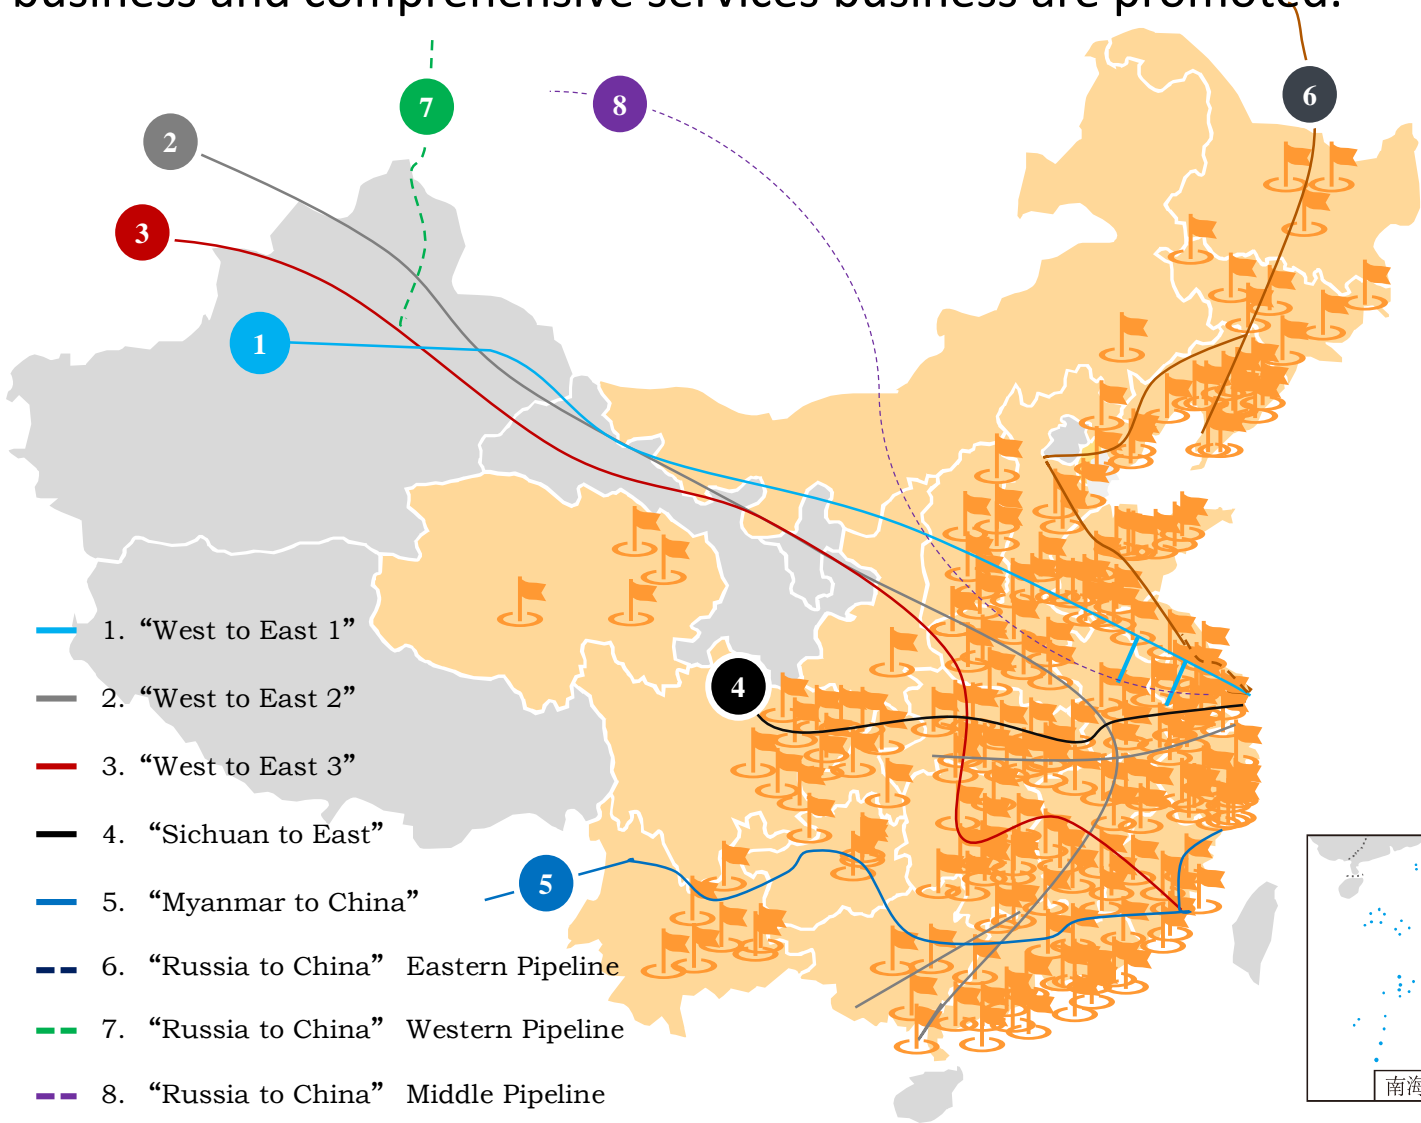 business and comprehensive services business are promoted.
7
8
6
2
3
1
4
1. “West to East 1”
2. “West to East 2”
3. “West to East 3”
4. “Sichuan to East”
5. “Myanmar to China”
5
6. “Russia to China” Eastern Pipeline
7. “Russia to China” Western Pipeline
8. “Russia to China” Middle Pipeline
南海